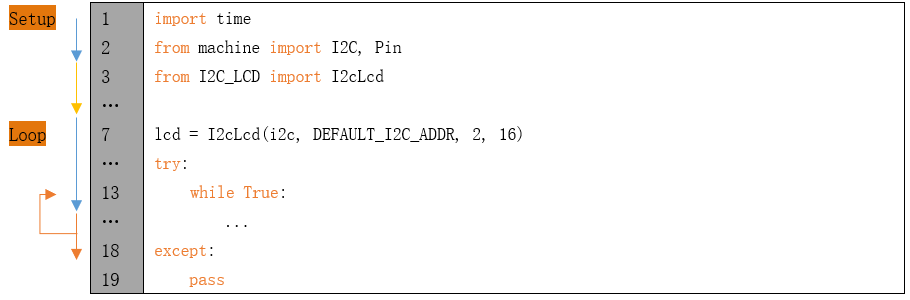 Setup 1 import time
2 from machine import I2C, Pin
3 from I2C_LCD import I2cLcd
...
Loop 7 lcd = I2cLcd(i2c, DEFAULT_I2C_ADDR, 2, 16)
... try:
13 while True:
... ...
18 except:
19 pass